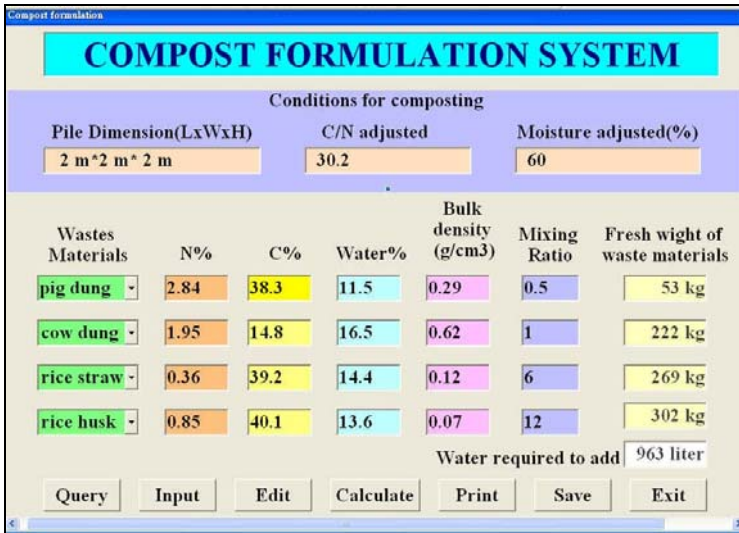 Compost formulation
COMPOST FORMULATION SYSTEM
Conditions for composting
Pile Dimension(LxWxH) C/N adjusted Moisture adjusted(%)
2 m*2 m* 2 m 30.2 60
Wastes Materials N% C% Water% Bulk density (g/cm3) Mixing Ratio Fresh wight of waste materials
pig dung 2.84 38.3 11.5 0.29 0.5 53 kg
cow dung 1.95 14.8 16.5 0.62 1 222 kg
rice straw 0.36 39.2 14.4 0.12 6 269 kg
rice husk 0.85 40.1 13.6 0.07 12 302 kg
Water required to add 963 liter
Query Input Edit Calculate Print Save Exit